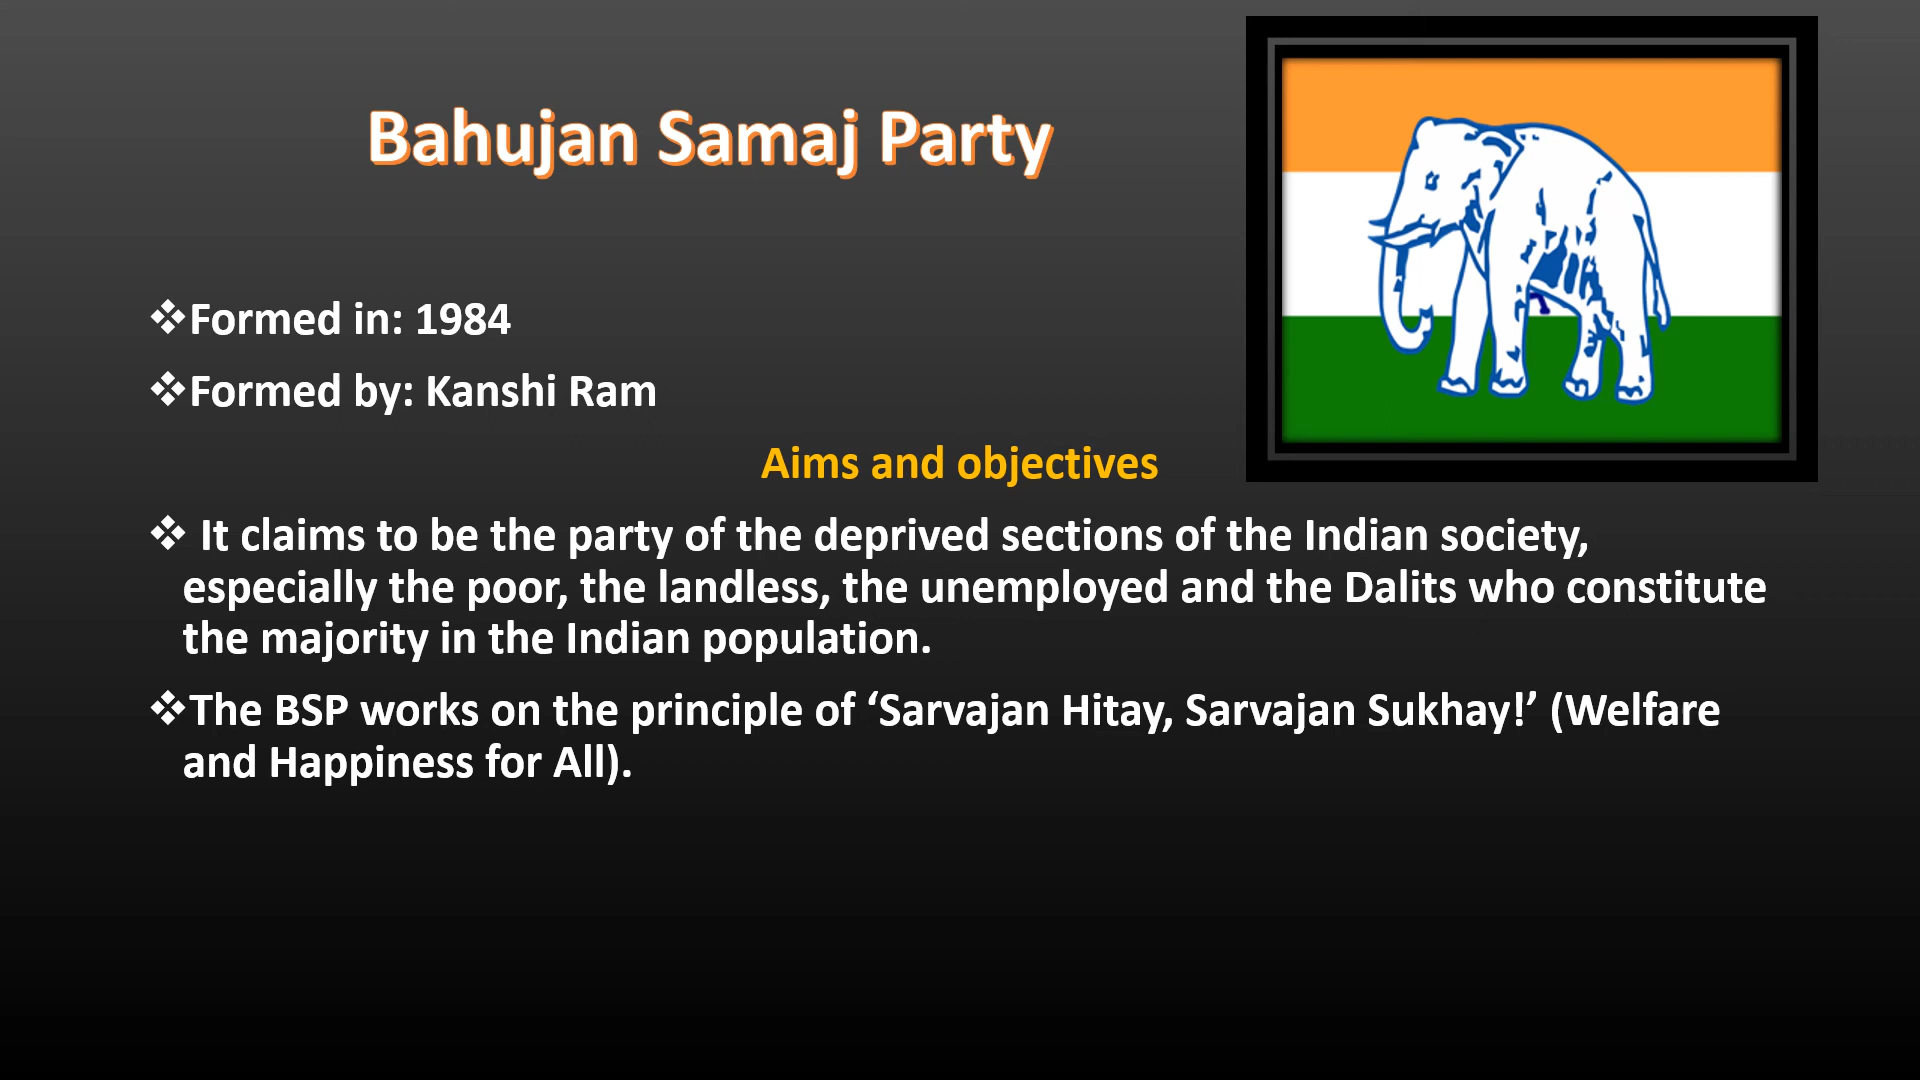 Bahujan Samaj Party
❖Formed in: 1984
❖Formed by: Kanshi Ram
Aims and objectives
❖ It claims to be the party of the deprived sections of the Indian society,
especially the poor, the landless, the unemployed and the Dalits who constitute
the majority in the Indian population.
❖The BSP works on the principle of ‘Sarvajan Hitay, Sarvajan Sukhay!’ (Welfare
and Happiness for All).